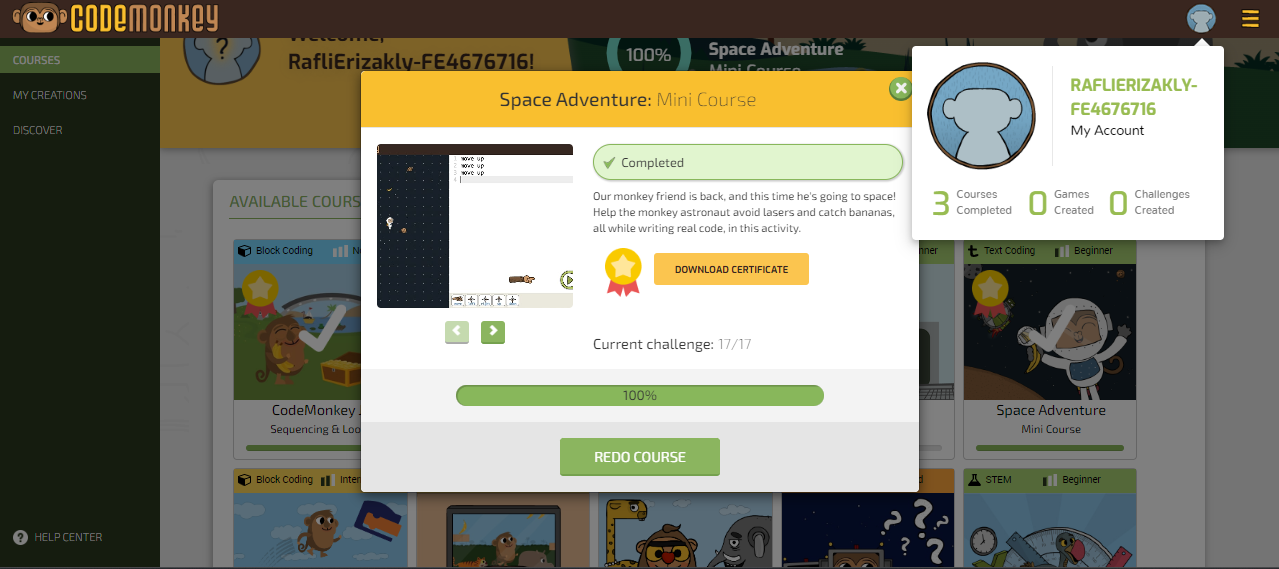 CODEMONKEY
COURSES
MY CREATIONS
DISCOVER
HELP CENTER
Welcome,
RafliErizakly-FE4676716!
100%
Space Adventure
Mini Course
RAFLIERIZAKLY-
FE4676716
My Account
3 Courses
Completed
0 Games
Created
0 Challenges
Created
Space Adventure: Mini Course
move up
move up
move up
Completed
Our monkey friend is back, and this time he's going to space!
Help the monkey astronaut avoid lasers and catch bananas,
all while writing real code, in this activity.
DOWNLOAD CERTIFICATE
Current challenge: 17/17
100%
REDO COURSE
AVAILABLE COUR
Block Coding
CodeMonkey
Sequencing & Loo
Text Coding Beginner
Space Adventure
Mini Course
Block Coding Inter
STEM Beginner